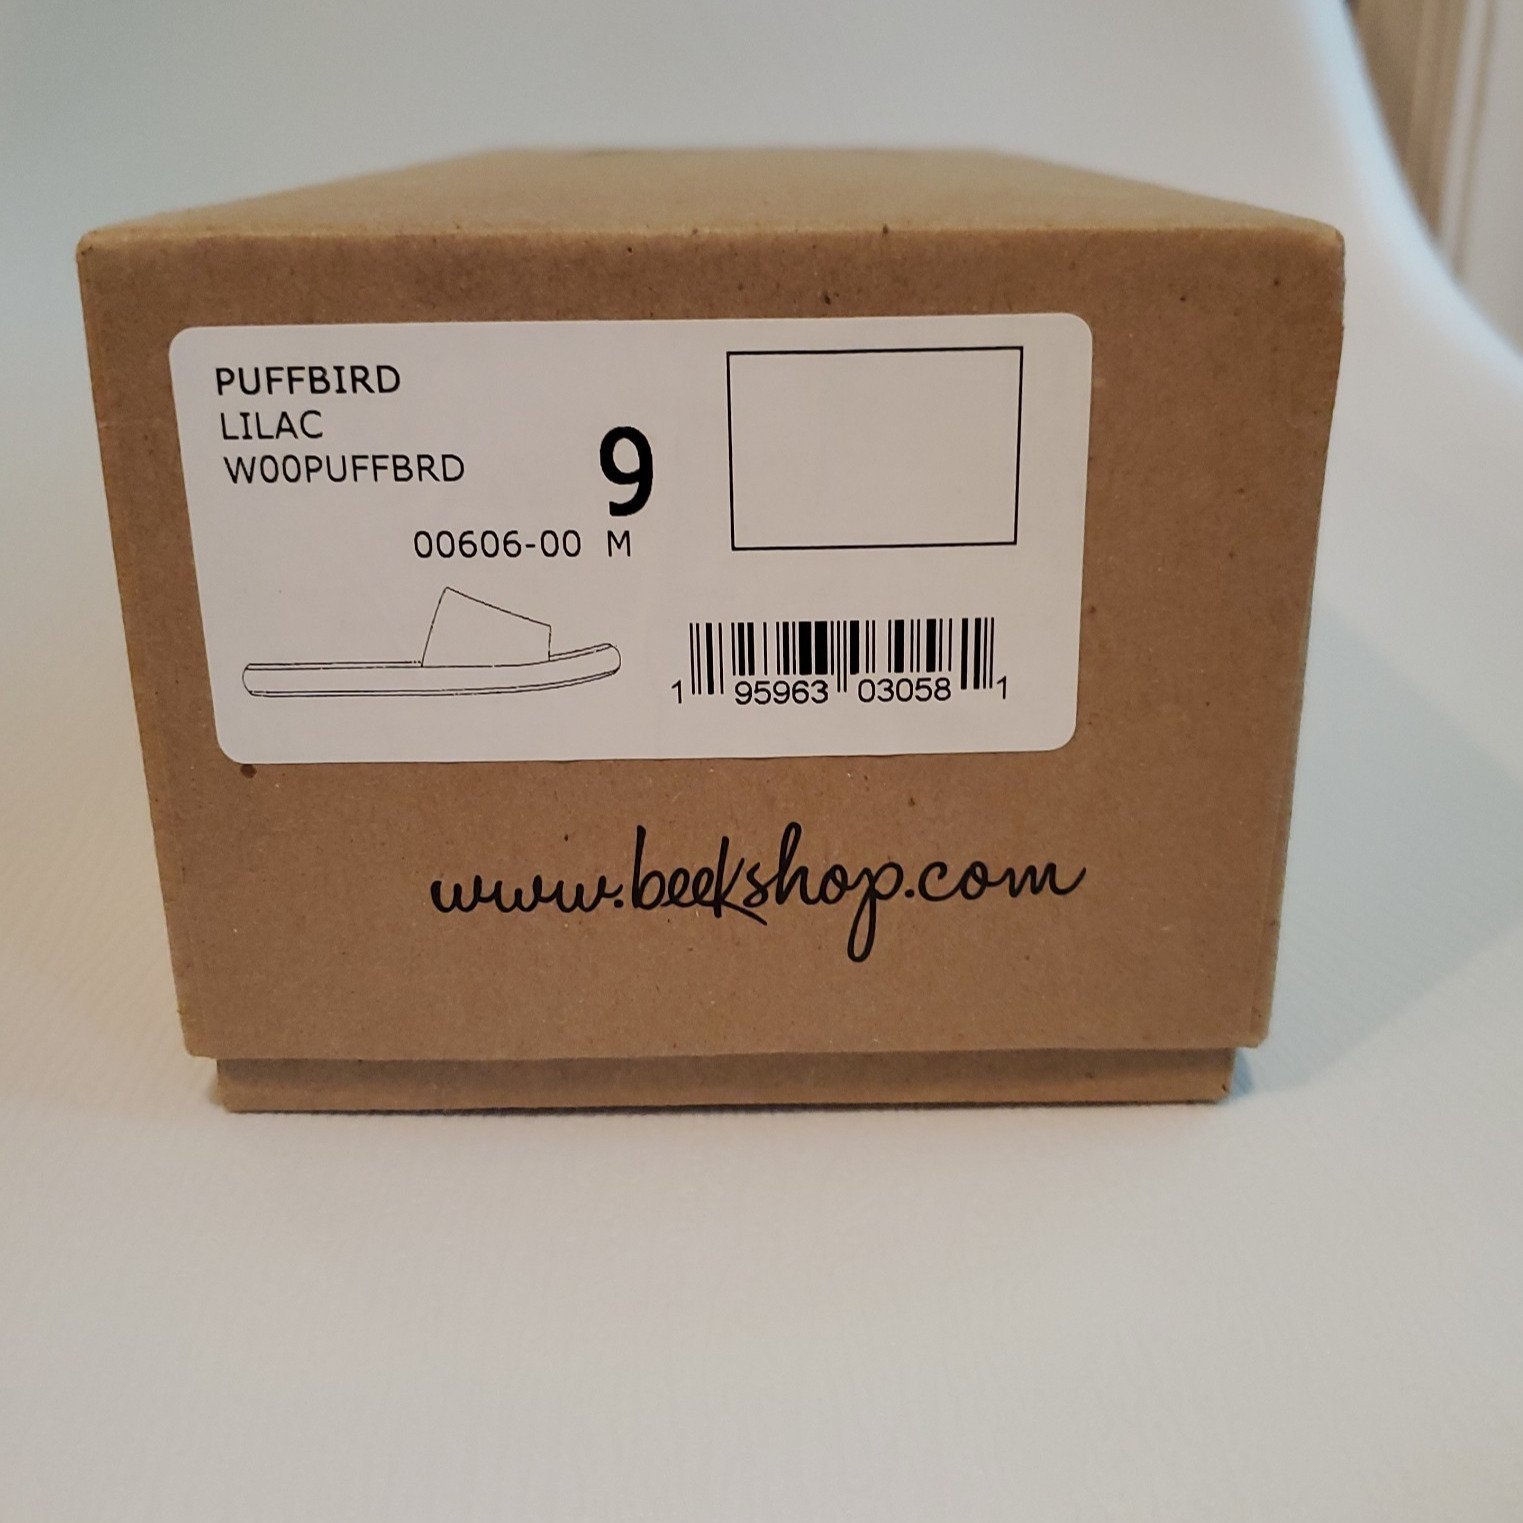 PUFFBIRD
LILAC
W00PUFFBRD
9
00606-00 M
1 95963 03058 1
www.beekshop.com